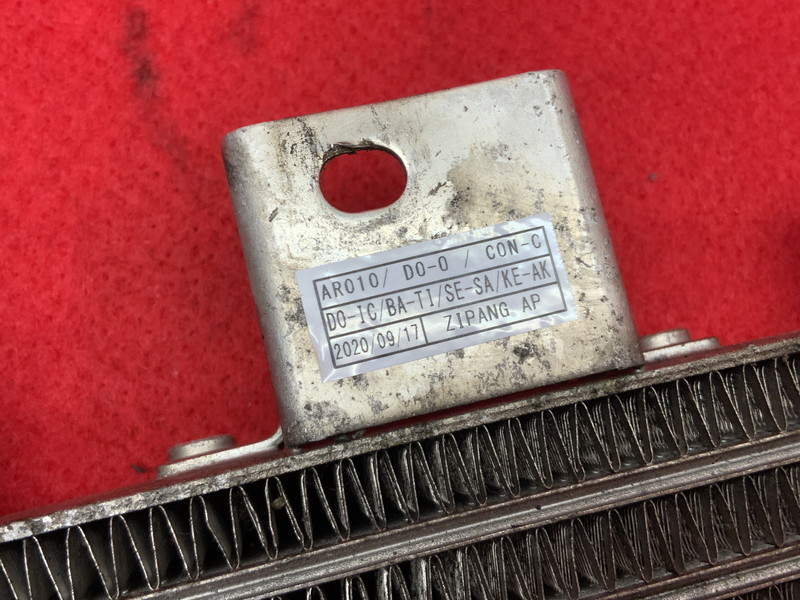 AR010/ DO-O / CON-C
DO-IC/BA-TI/SE-SA/KE-AK
2020/09/17 ZIPANG AP